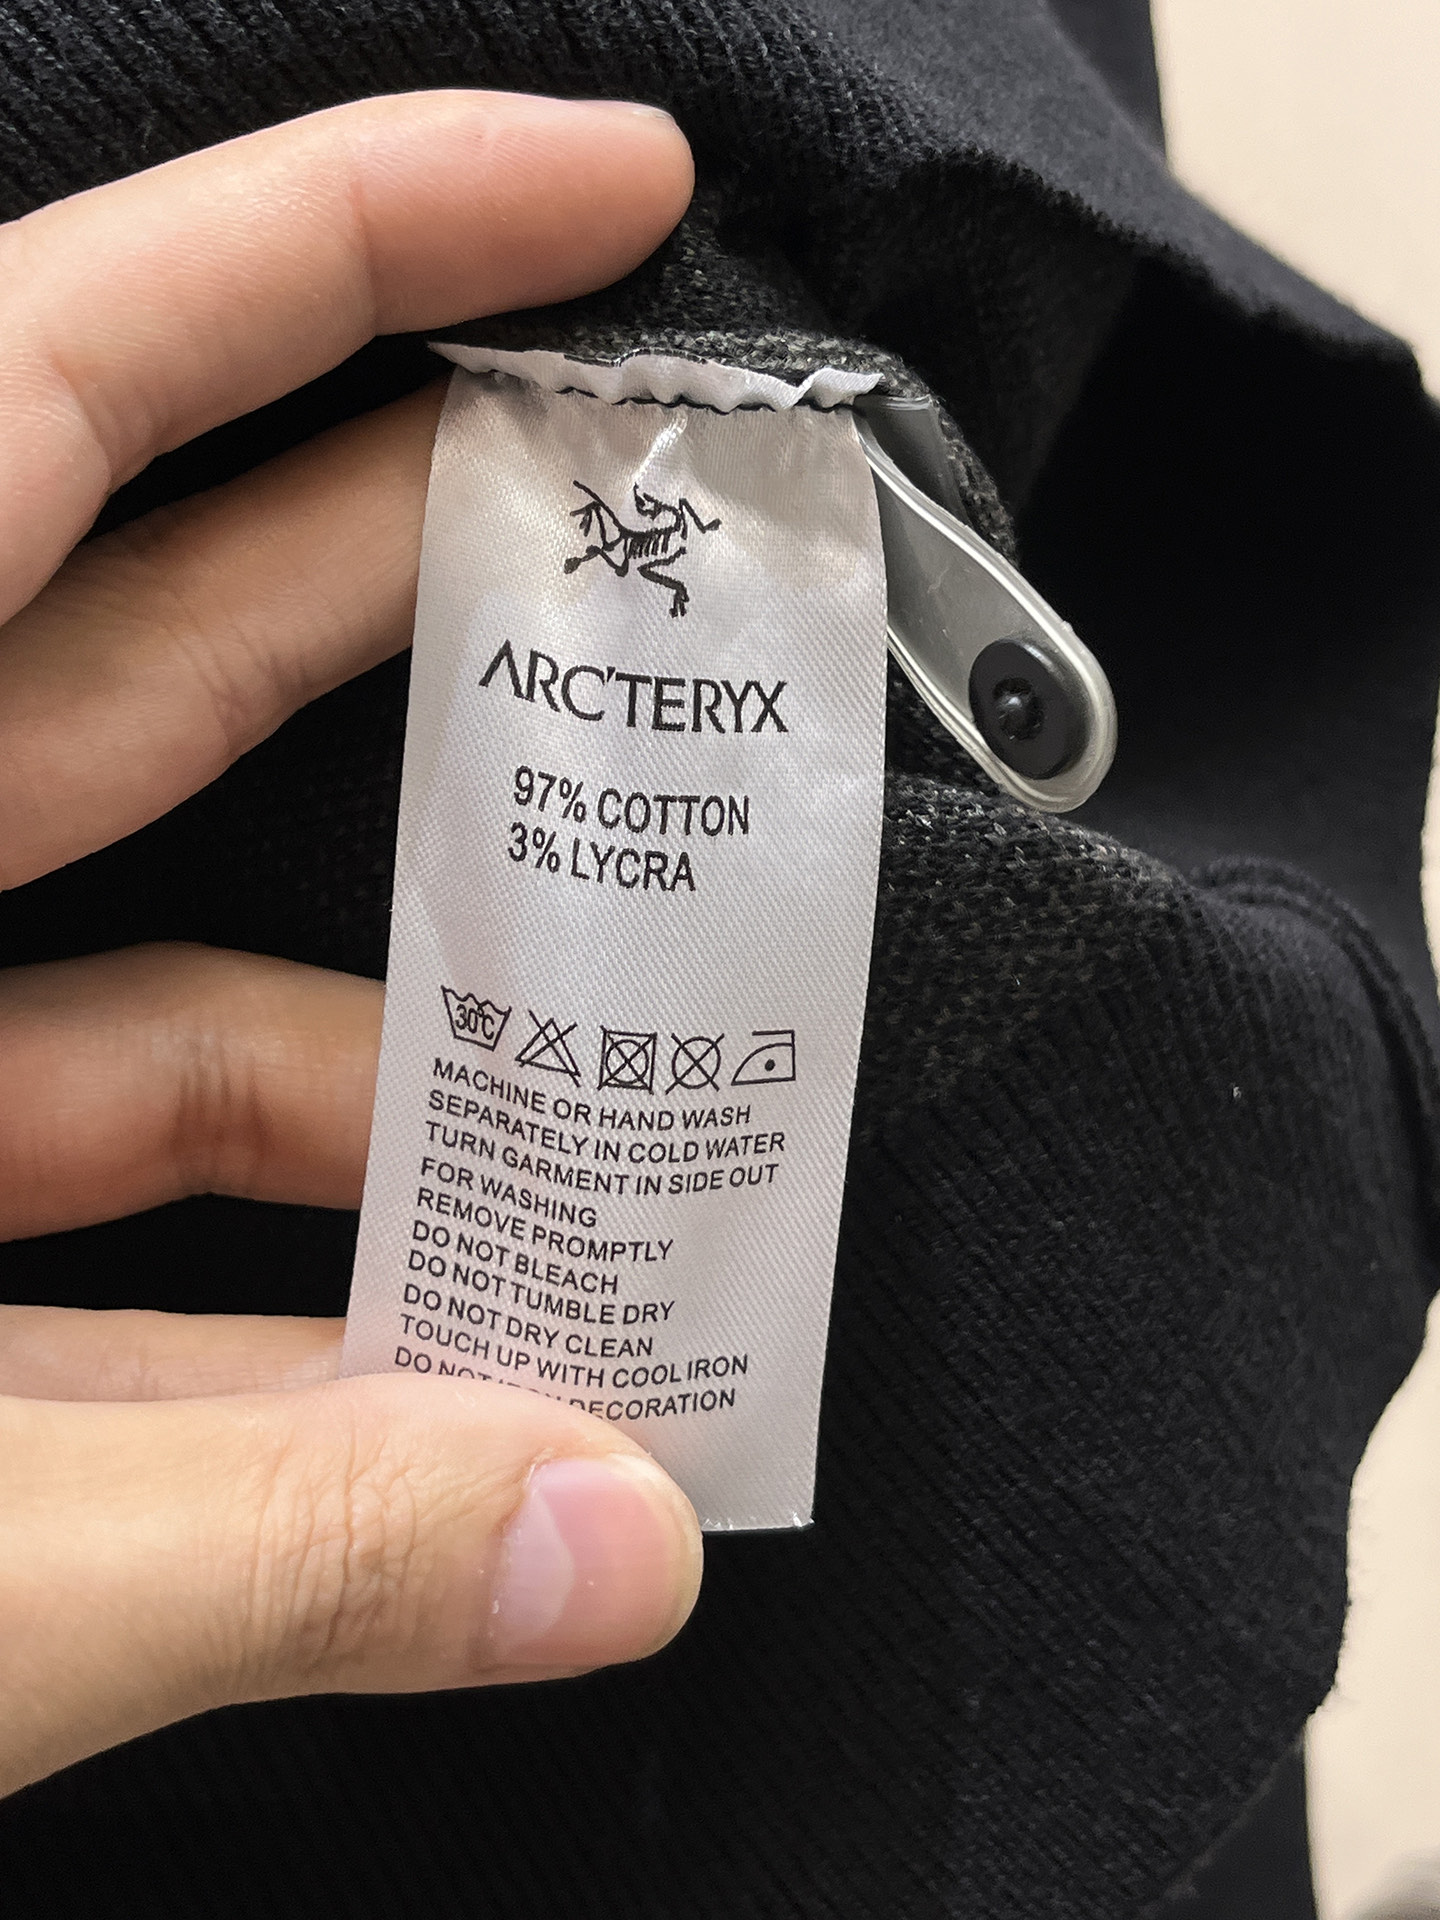 ARC'TERYX
97% COTTON
3% LYCRA
30°C
MACHINE OR HAND WASH
SEPARATELY IN COLD WATER
TURN GARMENT IN SIDE OUT
FOR WASHING
REMOVE PROMPTLY
DO NOT BLEACH
DO NOT TUMBLE DRY
DO NOT DRY CLEAN
TOUCH UP WITH COOL IRON
DO NOT DECORATION